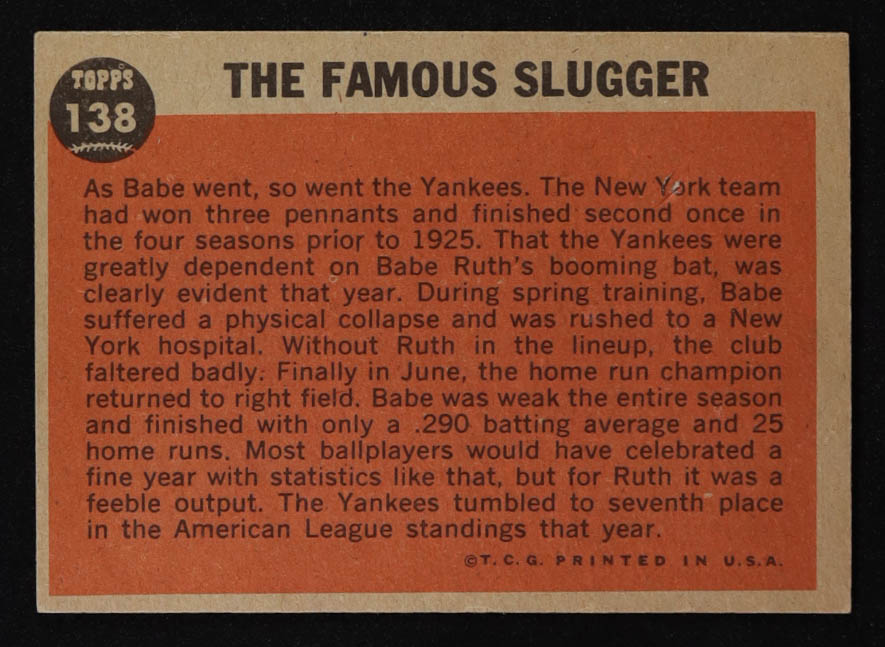 TOPPS
138
THE FAMOUS SLUGGER
As Babe went, so went the Yankees. The New York team
had won three pennants and finished second once in
the four seasons prior to 1925. That the Yankees were
greatly dependent on Babe Ruth's booming bat, was
clearly evident that year. During spring training, Babe
suffered a physical collapse and was rushed to a New
York hospital. Without Ruth in the lineup, the club
faltered badly. Finally in June, the home run champion
returned to right field. Babe was weak the entire season
and finished with only a .290 batting average and 25
home runs. Most ballplayers would have celebrated a
fine year with statistics like that, but for Ruth it was a
feeble output. The Yankees tumbled to seventh place
in the American League standings that year.
©T.C.G. PRINTED IN U.S.A.